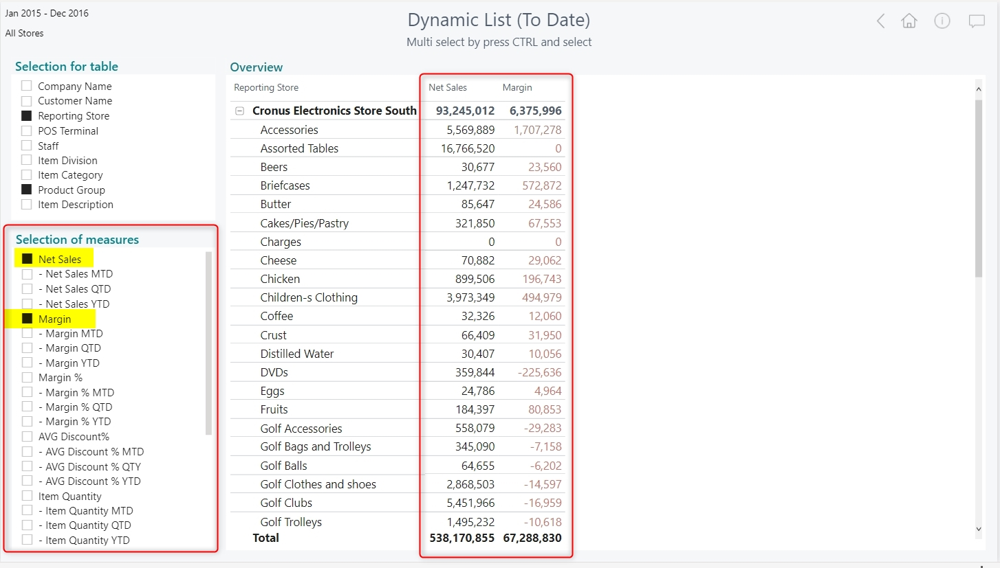 Jan 2015 - Dec 2016
All Stores
Dynamic List (To Date)
Multi select by press CTRL and select
Selection for table
Company Name
Customer Name
Reporting Store
POS Terminal
Staff
Item Division
Item Category
Product Group
Item Description
Selection of measures
Net Sales
- Net Sales MTD
- Net Sales QTD
- Net Sales YTD
Margin
- Margin MTD
- Margin QTD
- Margin YTD
Margin %
- Margin % MTD
- Margin % QTD
- Margin % YTD
AVG Discount%
- AVG Discount % MTD
- AVG Discount % QTY
- AVG Discount % YTD
Item Quantity
- Item Quantity MTD
- Item Quantity QTD
- Item Quantity YTD
Overview
Reporting Store Net Sales Margin
Cronus Electronics Store South 93,245,012 6,375,996
Accessories 5,569,889 1,707,278
Assorted Tables 16,766,520 0
Beers 30,677 23,560
Briefcases 1,247,732 572,872
Butter 85,647 24,586
Cakes/Pies/Pastry 321,850 67,553
Charges 0 0
Cheese 70,882 29,062
Chicken 899,506 196,743
Children-s Clothing 3,973,349 494,979
Coffee 32,326 12,060
Crust 66,409 31,950
Distilled Water 30,407 10,056
DVDs 359,844 -225,636
Eggs 24,786 4,964
Fruits 184,397 80,853
Golf Accessories 558,079 -29,283
Golf Bags and Trolleys 345,090 -7,158
Golf Balls 64,655 -6,202
Golf Clothes and shoes 2,868,503 -14,597
Golf Clubs 5,451,966 -16,959
Golf Trolleys 1,495,232 -10,618
Total 538,170,855 67,288,830